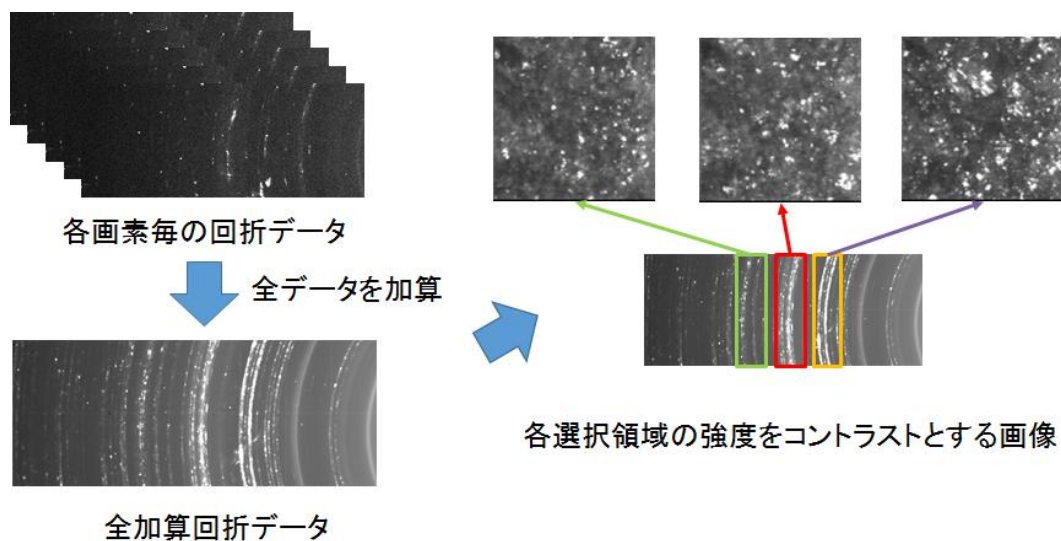 各画素毎の回折データ
全データを加算
全加算回折データ
各選択領域の強度をコントラストとする画像